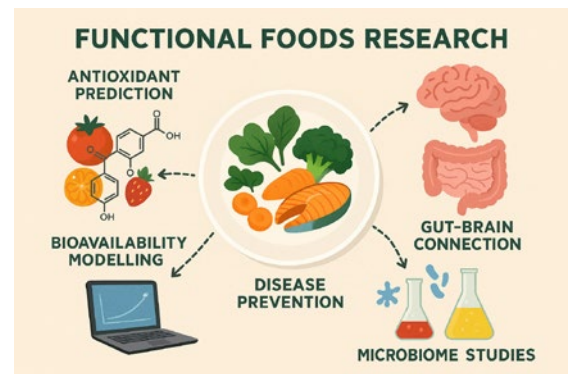 FUNCTIONAL FOODS RESEARCH
ANTIOXIDANT
PREDICTION
OH
O
O
O
OH
BIOAVAILABILITY
MODELLING
DISEASE
PREVENTION
GUT-BRAIN
CONNECTION
MICROBIOME STUDIES